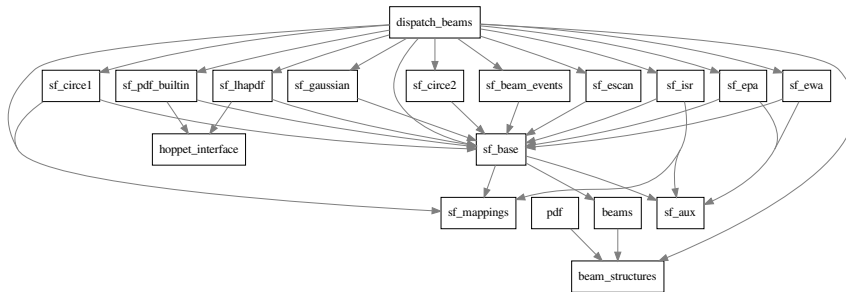 dispatch_beams
sf_circe1 sf_pdf_builtin sf_lhapdf sf_gaussian sf_circe2 sf_beam_events sf_escan sf_isr sf_epa sf_ewa
hoppet_interface sf_base
sf_mappings pdf beams sf_aux
beam_structures